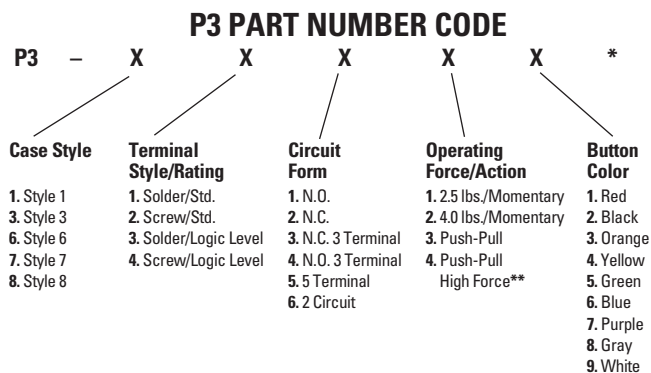 P3 PART NUMBER CODE
P3 – X X X X X *
Case Style
1. Style 1
3. Style 3
6. Style 6
7. Style 7
8. Style 8
Terminal
Style/Rating
1. Solder/Std.
2. Screw/Std.
3. Solder/Logic Level
4. Screw/Logic Level
Circuit
Form
1. N.O.
2. N.C.
3. N.C. 3 Terminal
4. N.O. 3 Terminal
5. 5 Terminal
6. 2 Circuit
Operating
Force/Action
1. 2.5 lbs./Momentary
2. 4.0 lbs./Momentary
3. Push-Pull
4. Push-Pull
High Force**
Button
Color
1. Red
2. Black
3. Orange
4. Yellow
5. Green
6. Blue
7. Purple
8. Gray
9. White